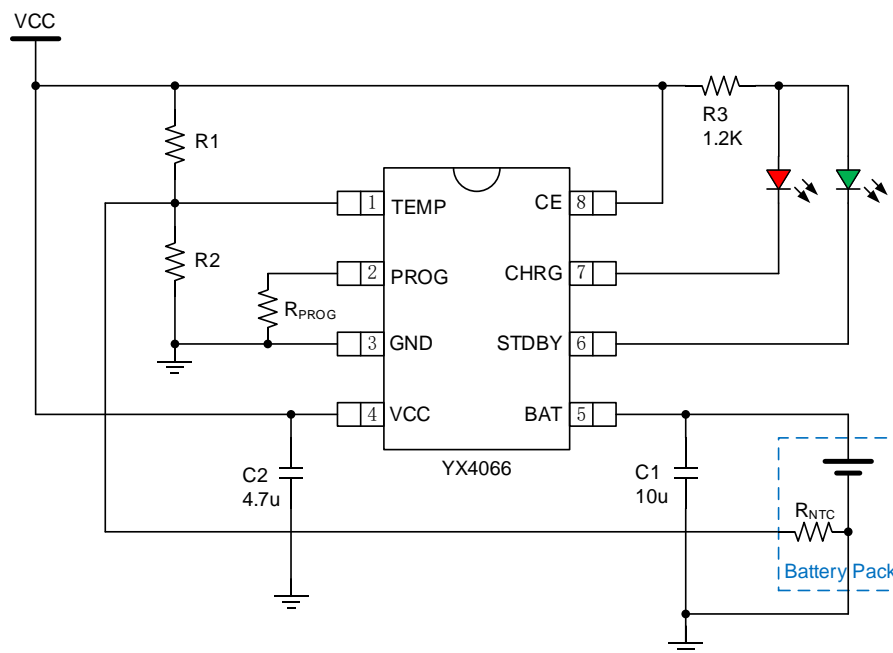 VCC
R3
1.2K
R1
1
TEMP
CE
8
R2
2
PROG
CHRG
7
RPROG
3
GND
STDBY
6
4
VCC
BAT
5
YX4066
C2
4.7u
C1
10u
RNTC
Battery Pack